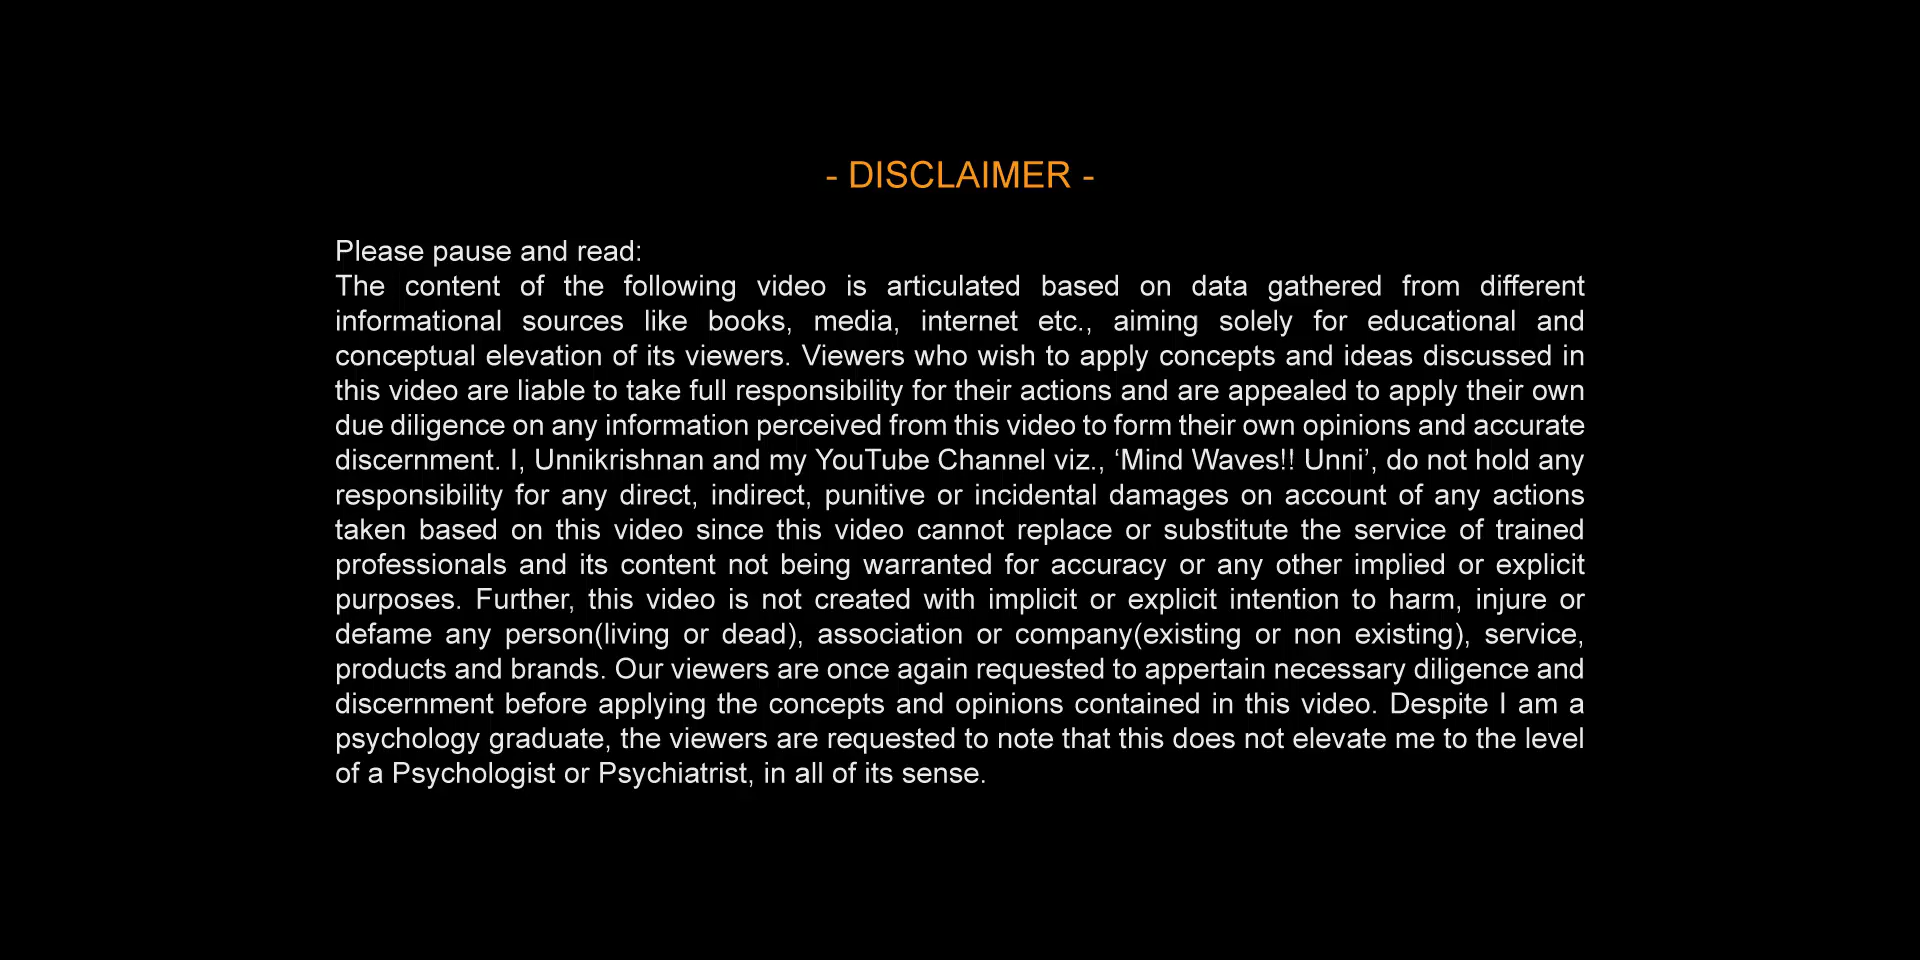 - DISCLAIMER -
Please pause and read:
The content of the following video is articulated based on data gathered from different
informational sources like books, media, internet etc., aiming solely for educational and
conceptual elevation of its viewers. Viewers who wish to apply concepts and ideas discussed in
this video are liable to take full responsibility for their actions and are appealed to apply their own
due diligence on any information perceived from this video to form their own opinions and accurate
discernment. I, Unnikrishnan and my YouTube Channel viz., ‘Mind Waves!! Unni’, do not hold any
responsibility for any direct, indirect, punitive or incidental damages on account of any actions
taken based on this video since this video cannot replace or substitute the service of trained
professionals and its content not being warranted for accuracy or any other implied or explicit
purposes. Further, this video is not created with implicit or explicit intention to harm, injure or
defame any person(living or dead), association or company(existing or non existing), service,
products and brands. Our viewers are once again requested to appertain necessary diligence and
discernment before applying the concepts and opinions contained in this video. Despite I am a
psychology graduate, the viewers are requested to note that this does not elevate me to the level
of a Psychologist or Psychiatrist, in all of its sense.